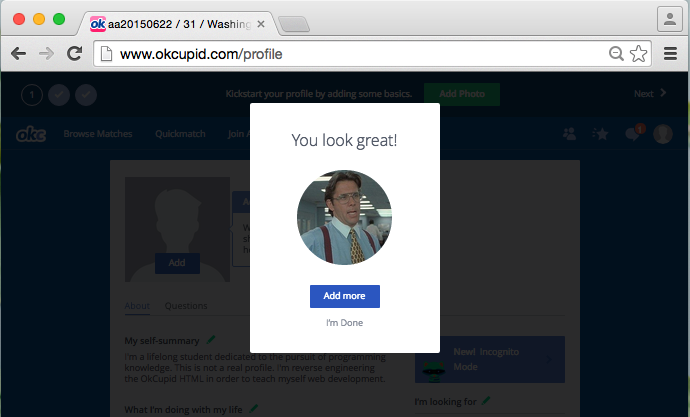 ok aa20150622 / 31 / Washing
www.okcupid.com/profile
1
Kickstart your profile by adding some basics.
Add Photo
Next
okc
Browse Matches
Quickmatch
Join A
1
You look great!
Add
Add more
I'm Done
About
Questions
My self-summary
I'm a lifelong student dedicated to the pursuit of programming
knowledge. This is not a real profile. I'm reverse engineering
the OkCupid HTML in order to teach myself web development.
New! Incognito
Mode
What I'm doing with my life
I'm looking for